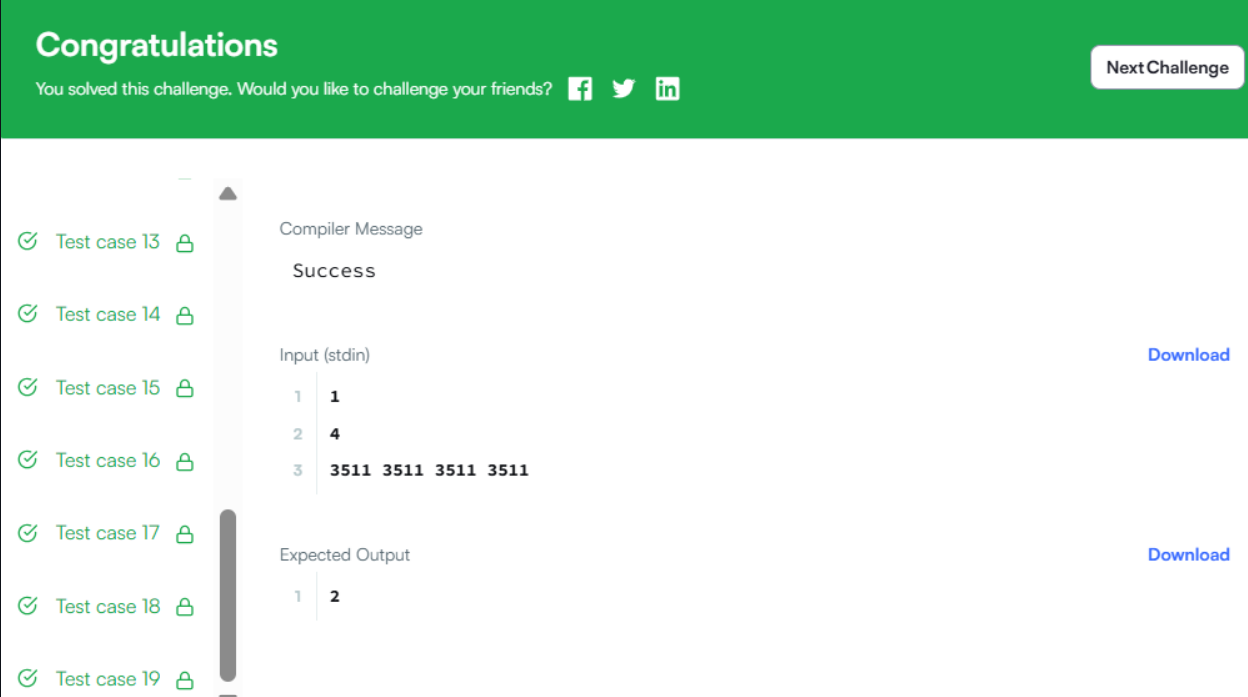 Congratulations
You solved this challenge. Would you like to challenge your friends?
Next Challenge
Test case 13
Test case 14
Test case 15
Test case 16
Test case 17
Test case 18
Test case 19
Compiler Message
Success
Input (stdin)
Download
1 1
2 4
3 3511 3511 3511 3511
Expected Output
Download
1 2